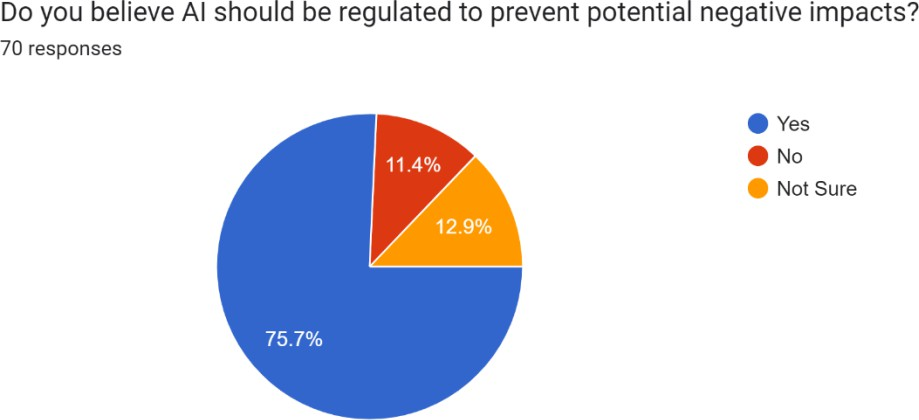 Do you believe AI should be regulated to prevent potential negative impacts?
70 responses
Yes
No
Not Sure
11.4%
12.9%
75.7%